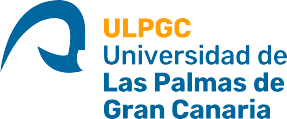 ULPGC
Universidad de
Las Palmas de
Gran Canaria